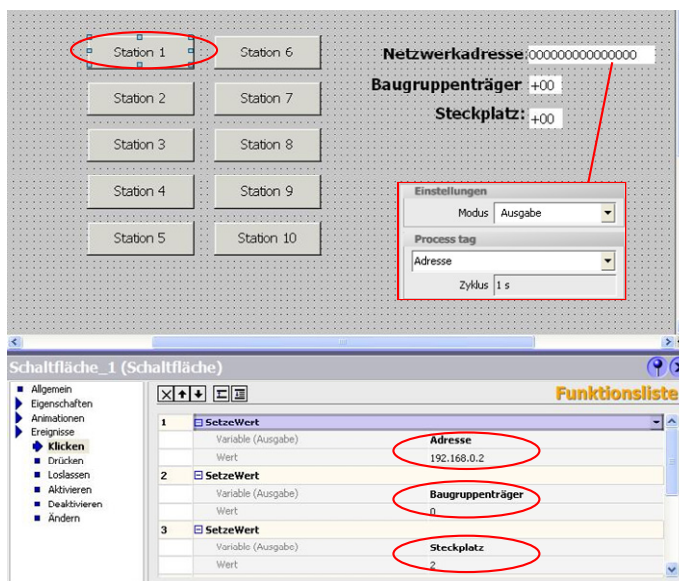 Station 1
Station 6
Netzwerkadresse:
000000000000000
Station 2
Station 7
Baugruppenträger
+00
Steckplatz:
+00
Station 3
Station 8
Station 4
Station 9
Station 5
Station 10
Einstellungen
Modus Ausgabe
Process tag
Adresse
Zyklus 1 s
Schaltfläche_1 (Schaltfläche)
Allgemein
Eigenschaften
Animationen
Ereignisse
Klicken
Drücken
Loslassen
Aktivieren
Deaktivieren
Ändern
Funktionsliste
1 SetzeWert
Variable (Ausgabe) Adresse
Wert 192.168.0.2
2 SetzeWert
Variable (Ausgabe) Baugruppenträger
Wert 0
3 SetzeWert
Variable (Ausgabe) Steckplatz
Wert 2